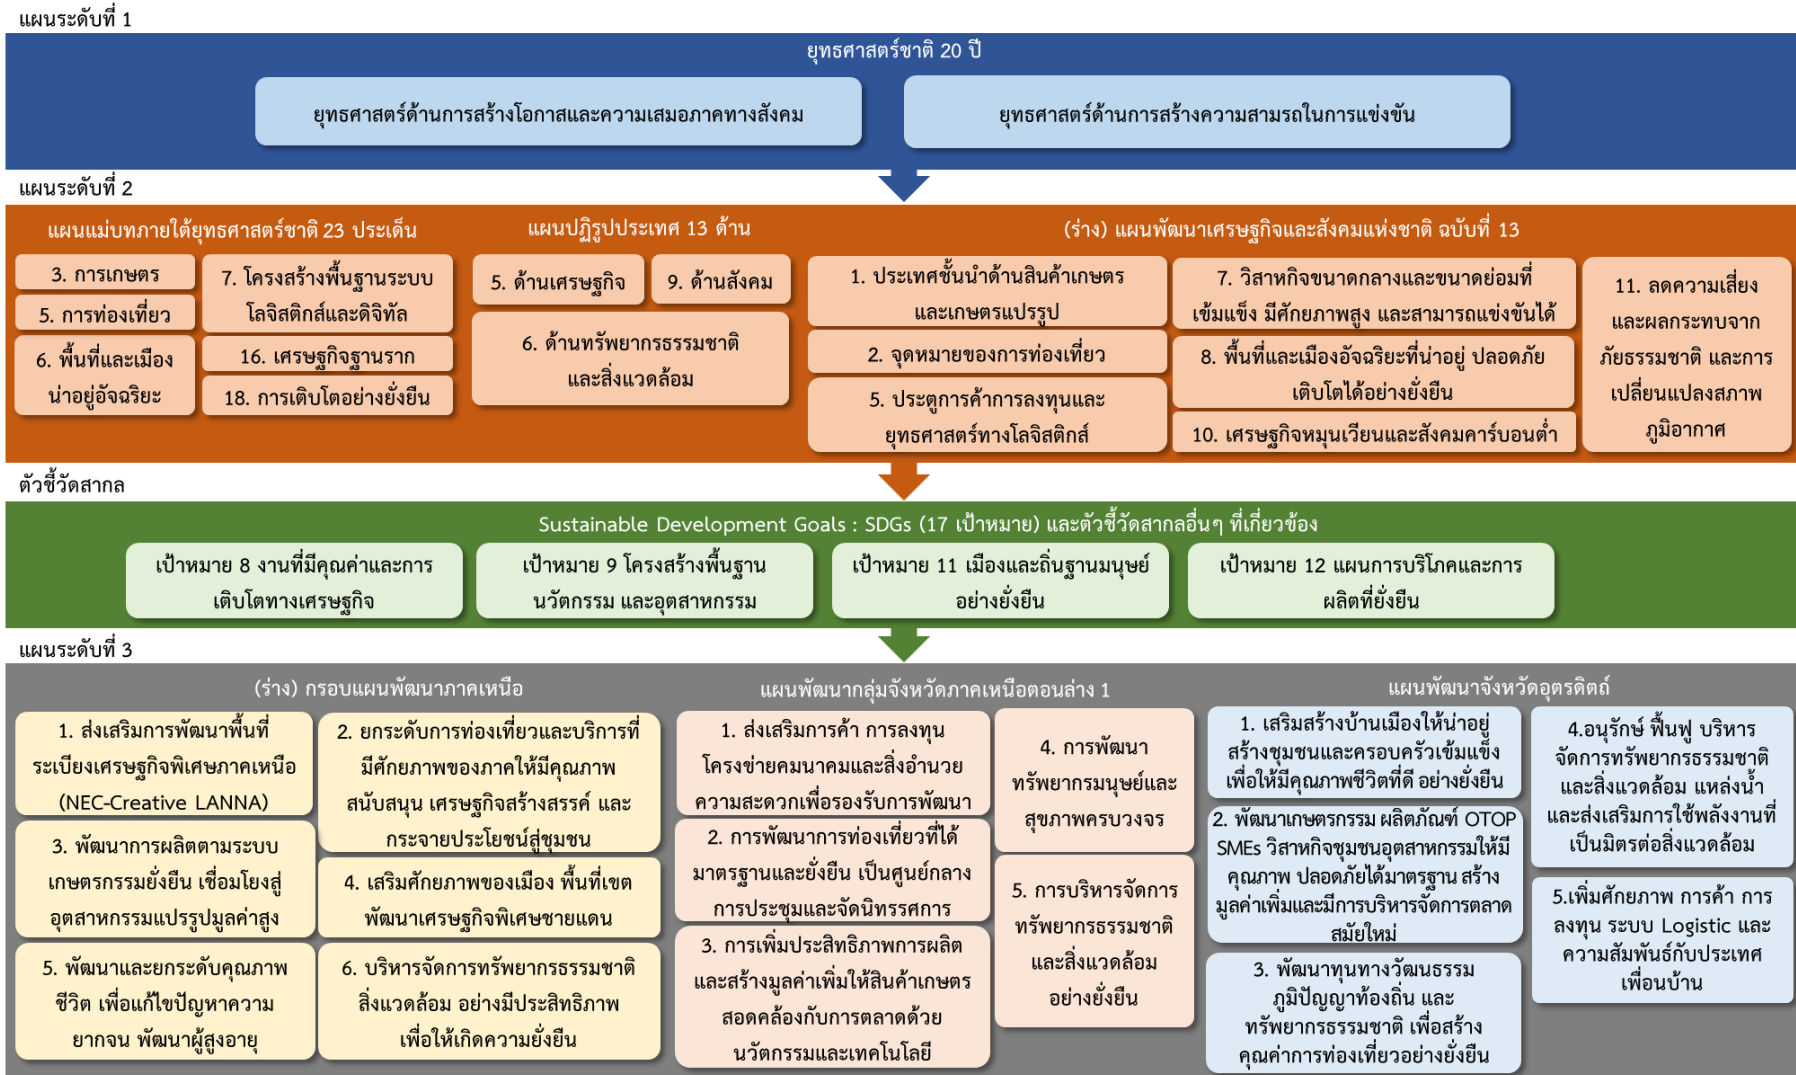 แผนระดับที่ 1
ยุทธศาสตร์ชาติ 20 ปี
ยุทธศาสตร์ด้านการสร้างโอกาสและความเสมอภาคทางสังคม
ยุทธศาสตร์ด้านการสร้างความสามรถในการแข่งขัน
แผนระดับที่ 2
แผนแม่บทภายใต้ยุทธศาสตร์ชาติ 23 ประเด็น
3. การเกษตร
5. การท่องเที่ยว
6. พื้นที่และเมือง
น่าอยู่อัจฉริยะ
7. โครงสร้างพื้นฐานระบบ
โลจิสติกส์และดิจิทัล
16. เศรษฐกิจฐานราก
18. การเติบโตอย่างยั่งยืน
แผนปฏิรูปประเทศ 13 ด้าน
5. ด้านเศรษฐกิจ
9. ด้านสังคม
6. ด้านทรัพยากรธรรมชาติ
และสิ่งแวดล้อม
(ร่าง) แผนพัฒนาเศรษฐกิจและสังคมแห่งชาติ ฉบับที่ 13
1. ประเทศชั้นนำด้านสินค้าเกษตร
และเกษตรแปรรูป
2. จุดหมายของการท่องเที่ยว
5. ประตูการค้าการลงทุนและ
ยุทธศาสตร์ทางโลจิสติกส์
7. วิสาหกิจขนาดกลางและขนาดย่อมที่
เข้มแข็ง มีศักยภาพสูง และสามารถแข่งขันได้
8. พื้นที่และเมืองอัจฉริยะที่น่าอยู่ ปลอดภัย
เติบโตได้อย่างยั่งยืน
10. เศรษฐกิจหมุนเวียนและสังคมคาร์บอนต่ำ
11. ลดความเสี่ยง
และผลกระทบจาก
ภัยธรรมชาติ และการ
เปลี่ยนแปลงสภาพ
ภูมิอากาศ
ตัวชี้วัดสากล
Sustainable Development Goals : SDGs (17 เป้าหมาย) และตัวชี้วัดสากลอื่นๆ ที่เกี่ยวข้อง
เป้าหมาย 8 งานที่มีคุณค่าและการ
เติบโตทางเศรษฐกิจ
เป้าหมาย 9 โครงสร้างพื้นฐาน
นวัตกรรม และอุตสาหกรรม
เป้าหมาย 11 เมืองและถิ่นฐานมนุษย์
อย่างยั่งยืน
เป้าหมาย 12 แผนการบริโภคและการ
ผลิตที่ยั่งยืน
แผนระดับที่ 3
(ร่าง) กรอบแผนพัฒนาภาคเหนือ
1. ส่งเสริมการพัฒนาพื้นที่
ระเบียงเศรษฐกิจพิเศษภาคเหนือ
(NEC-Creative LANNA)
2. ยกระดับการท่องเที่ยวและบริการที่
มีศักยภาพของภาคให้มีคุณภาพ
สนับสนุน เศรษฐกิจสร้างสรรค์ และ
กระจายประโยชน์สู่ชุมชน
3. พัฒนาการผลิตตามระบบ
เกษตรกรรมยั่งยืน เชื่อมโยงสู่
อุตสาหกรรมแปรรูปมูลค่าสูง
4. เสริมศักยภาพของเมือง พื้นที่เขต
พัฒนาเศรษฐกิจพิเศษชายแดน
5. พัฒนาและยกระดับคุณภาพ
ชีวิต เพื่อแก้ไขปัญหาความ
ยากจน พัฒนาผู้สูงอายุ
6. บริหารจัดการทรัพยากรธรรมชาติ
สิ่งแวดล้อม อย่างมีประสิทธิภาพ
เพื่อให้เกิดความยั่งยืน
แผนพัฒนากลุ่มจังหวัดภาคเหนือตอนล่าง 1
1. ส่งเสริมการค้า การลงทุน
โครงข่ายคมนาคมและสิ่งอำนวย
ความสะดวกเพื่อรองรับการพัฒนา
2. การพัฒนาการท่องเที่ยวที่ได้
มาตรฐานและยั่งยืน เป็นศูนย์กลาง
การประชุมและจัดนิทรรศการ
3. การเพิ่มประสิทธิภาพการผลิต
และสร้างมูลค่าเพิ่มให้สินค้าเกษตร
สอดคล้องกับการตลาดด้วย
นวัตกรรมและเทคโนโลยี
4. การพัฒนา
ทรัพยากรมนุษย์และ
สุขภาพครบวงจร
5. การบริหารจัดการ
ทรัพยากรธรรมชาติ
และสิ่งแวดล้อม
อย่างยั่งยืน
แผนพัฒนาจังหวัดอุตรดิตถ์
1. เสริมสร้างบ้านเมืองให้น่าอยู่
สร้างชุมชนและครอบครัวเข้มแข็ง
เพื่อให้มีคุณภาพชีวิตที่ดี อย่างยั่งยืน
2. พัฒนาเกษตรกรรม ผลิตภัณฑ์ OTOP
SMEs วิสาหกิจชุมชนอุตสาหกรรมให้มี
คุณภาพ ปลอดภัยได้มาตรฐาน สร้าง
มูลค่าเพิ่มและมีการบริหารจัดการตลาด
สมัยใหม่
3. พัฒนาทุนทางวัฒนธรรม
ภูมิปัญญาท้องถิ่น และ
ทรัพยากรธรรมชาติ เพื่อสร้าง
คุณค่าการท่องเที่ยวอย่างยั่งยืน
4.อนุรักษ์ ฟื้นฟู บริหาร
จัดการทรัพยากรธรรมชาติ
และสิ่งแวดล้อม แหล่งน้ำ
และส่งเสริมการใช้พลังงานที่
เป็นมิตรต่อสิ่งแวดล้อม
5.เพิ่มศักยภาพ การค้า การ
ลงทุน ระบบ Logistic และ
ความสัมพันธ์กับประเทศ
เพื่อนบ้าน